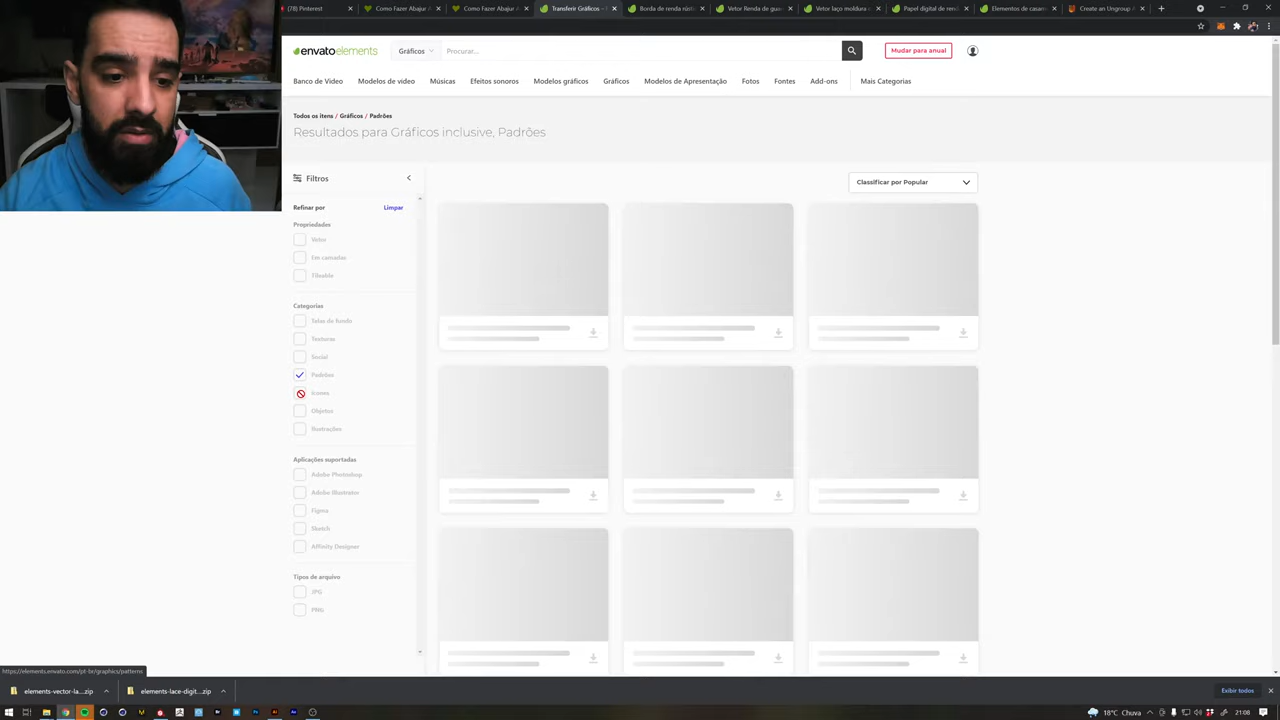 (78) Pinterest
Como Fazer Abajur A
Como Fazer Abajur A
Transferir Gráficos -
Borda de renda rústic
Vetor Renda de gua
Vetor laço moldura
Papel digital de rend
Elementos de casam
Create an Ungroup A
envatoelements
Gráficos
Procurar...
Mudar para anual
Banco de Vídeo
Modelos de vídeo
Músicas
Efeitos sonoros
Modelos gráficos
Gráficos
Modelos de Apresentação
Fotos
Fontes
Add-ons
Mais Categorias
Todos os itens / Gráficos / Padrões
Resultados para Gráficos inclusive, Padrões
Filtros
Classificar por Popular
Refinar por
Limpar
Propriedades
Vetor
Em camadas
Tileable
Categorias
Telas de fundo
Texturas
Social
Padrões
ícones
Objetos
Ilustrações
Aplicações suportadas
Adobe Photoshop
Adobe Illustrator
Figma
Sketch
Affinity Designer
Tipos de arquivo
JPG
PNG
https://elements.envato.com/pt-br/graphics/patterns
elements-vector-la....zip
elements-lace-digit....zip
Exibir todos
18°C Chuva
21:08